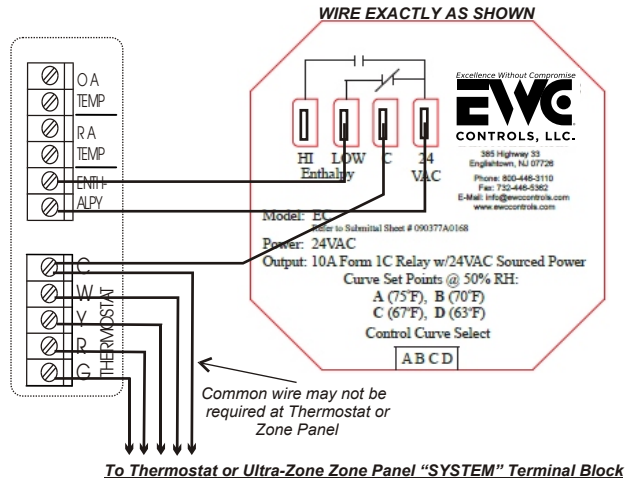 WIRE EXACTLY AS SHOWN
O A
TEMP
R A
TEMP
ENTH-
ALPY
C
W
Y
R
G
THERMOSTAT
HI LOW C 24
Enthalpy VAC
Excellence Without Compromise
EWC
CONTROLS, LLC.
385 Highway 33
Englishtown, NJ 07726
Phone: 800-446-3110
Fax: 732-446-5362
E-Mail: info@ewccontrols.com
www.ewccontrols.com
Model: EC
Refer to Submittal Sheet # 090377A0168
Power: 24VAC
Output: 10A Form 1C Relay w/24VAC Sourced Power
Curve Set Points @ 50% RH:
A (75°F), B (70°F)
C (67°F), D (63°F)
Control Curve Select
A B C D
Common wire may not be
required at Thermostat or
Zone Panel
To Thermostat or Ultra-Zone Zone Panel “SYSTEM” Terminal Block